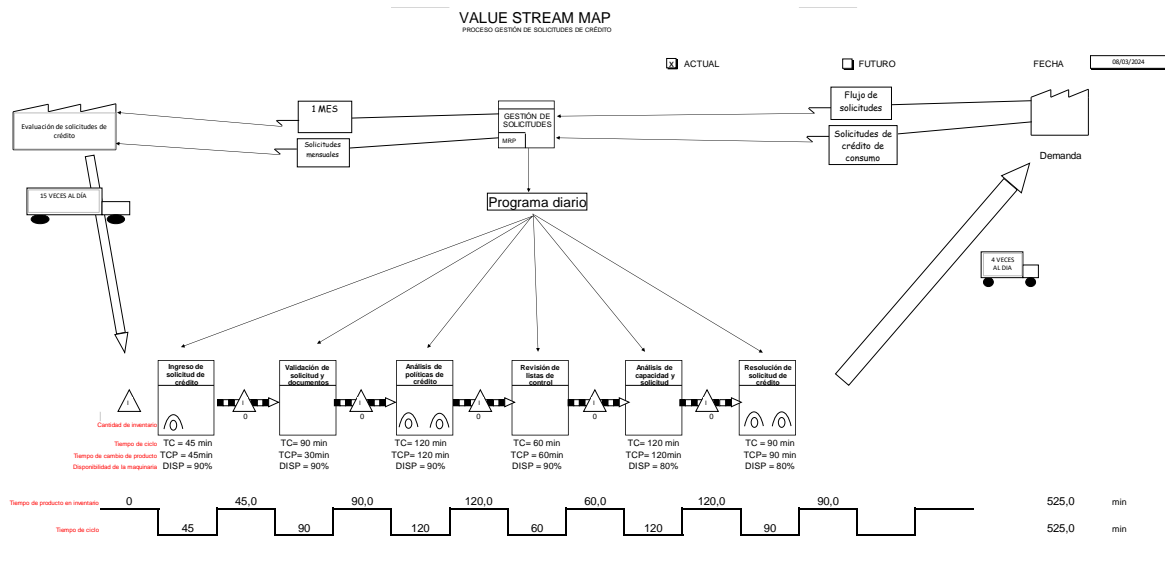 VALUE STREAM MAP
PROCESO GESTIÓN DE SOLICITUDES DE CRÉDITO
X ACTUAL
FUTURO
FECHA
08/03/2024
Evaluación de solicitudes de
crédito
1 MES
Solicitudes
mensuales
GESTIÓN DE
SOLICITUDES
MRP
Flujo de
solicitudes
Solicitudes de
crédito de
consumo
Demanda
15 VECES AL DÍA
Programa diario
4 VECES
AL DIA
Ingreso de
solicitud de
crédito
Validación de
solicitud y
documentos
Análisis de
políticas de
crédito
Revisión de
listas de
control
Análisis de
capacidad y
solicitud
Resolución de
solicitud de
crédito
I
I
I
I
I
I
0
0
0
0
0
Cantidad de inventario
Tiempo de ciclo
TC = 45 min
TC = 90 min
TC= 120 min
TC = 60 min
TC = 120 min
TC = 90 min
Tiempo de cambio de producto
TCP = 45min
TCP = 30min
TCP= 120 min
TCP = 60min
TCP= 120min
TCP= 90 min
Disponibilidad de la maquinaria
DISP = 90%
DISP = 90%
DISP = 90%
DISP = 90%
DISP = 80%
DISP = 80%
Tiempo de producto en inventario
0
45,0
90,0
120,0
60,0
120,0
90,0
525,0
min
Tiempo de ciclo
45
90
120
60
120
90
525,0
min